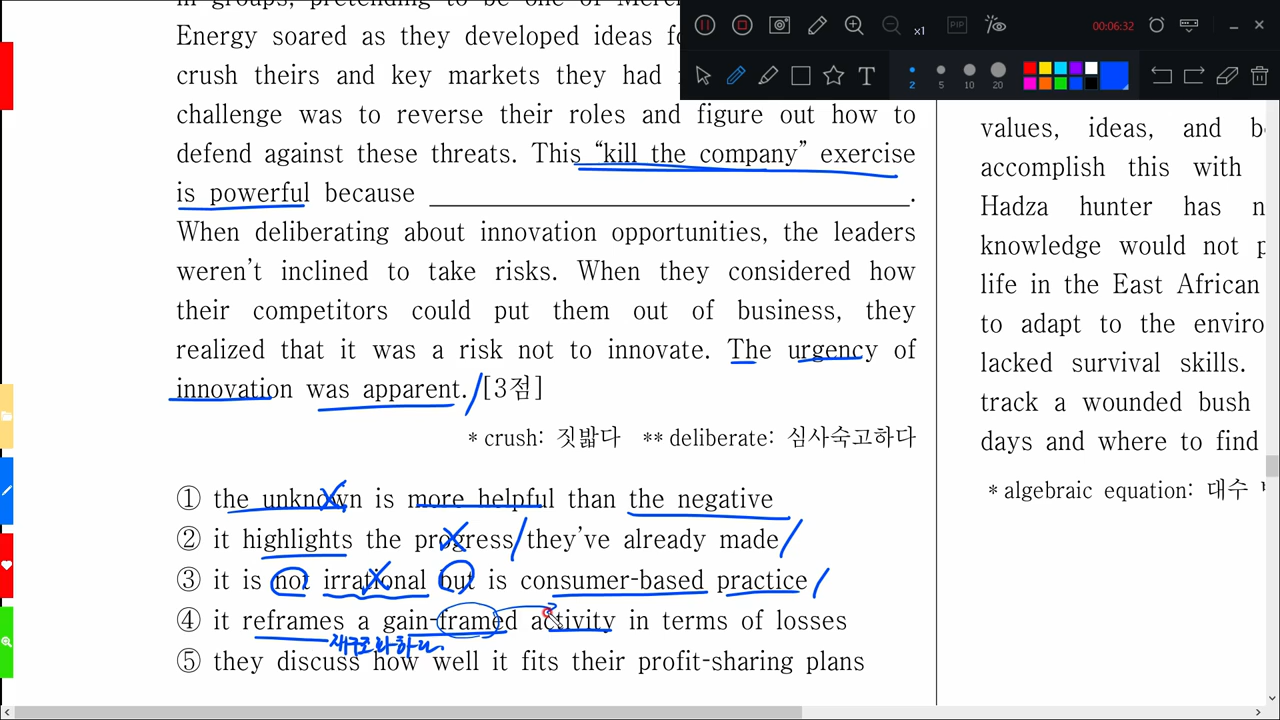 in groups, pretending to be one of
Energy soared as they developed ideas
crush theirs and key markets they had
challenge was to reverse their roles and figure out how to
defend against these threats. This “kill the company” exercise
is powerful because ______.
When deliberating about innovation opportunities, the leaders
weren't inclined to take risks. When they considered how
their competitors could put them out of business, they
realized that it was a risk not to innovate. The urgency of
innovation was apparent. [3점]
* crush: 짓밟다 ** deliberate: 심사숙고하다
① the unknown is more helpful than the negative
② it highlights the progress they've already made
③ it is not irrational but is consumer-based practice
④ it reframes a gain-framed activity in terms of losses
재구조화하다
⑤ they discuss how well it fits their profit-sharing plans
x1
PIP
00:06:32
T
2 5 10 20
values, ideas, and
accomplish this with
Hadza hunter has
knowledge would not
life in the East African
to adapt to the
lacked survival skills.
track a wounded bush
days and where to find
* algebraic equation: 대수